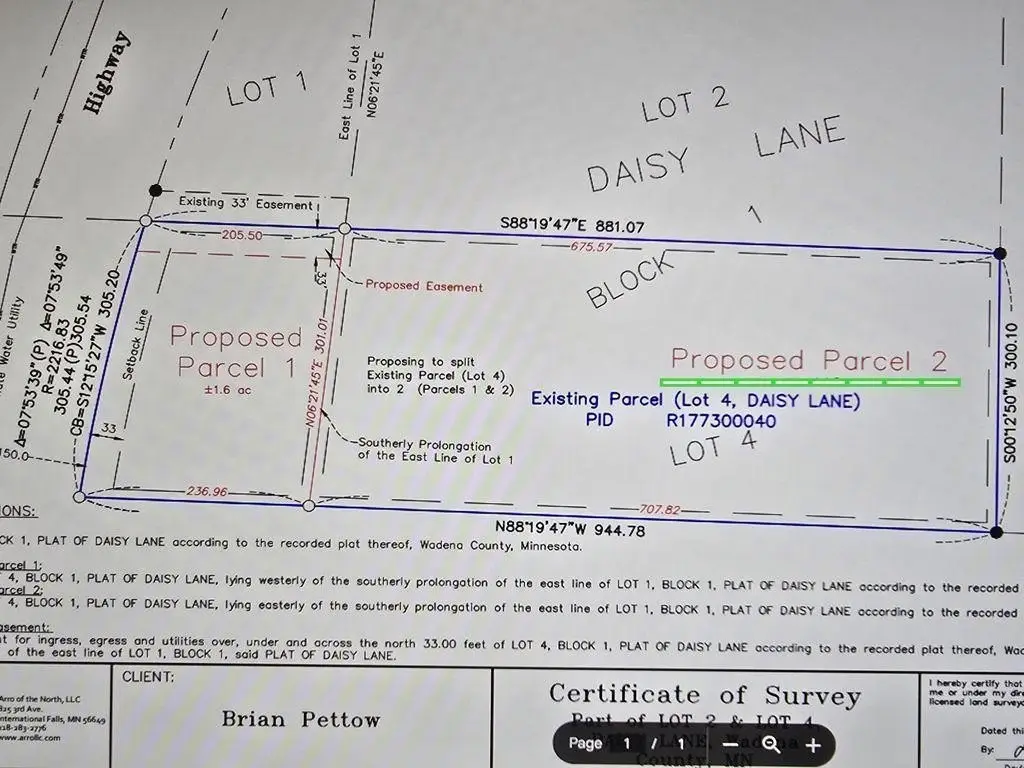 Highway
LOT 1
East Line of Lot 1
N06°21'45"E
LOT 2
DAISY LANE
1
BLOCK
Existing 33' Easement
S88°19'47"E 881.07
205.50
675.57
33'
Proposed Easement
Water Utility
Δ=07°53'39" (P) Δ=07°53'49"
R=2216.83
305.44(P)305.54
CB=S12°15'27"W 305.20
Setback Line
Proposed
Parcel 1
±1.6 ac
N06°21'45"E 301.01
Proposing to split
Existing Parcel (Lot 4)
into 2 (Parcels 1 & 2)
Proposed Parcel 2
Existing Parcel (Lot 4, DAISY LANE)
PID R177300040
LOT 4
S00°12'50"W 300.10
33
150.0
Southerly Prolongation
of the East Line of Lot 1
236.96
707.82
N88°19'47"W 944.78
IONS:
CK 1, PLAT OF DAISY LANE according to the recorded plat thereof, Wadena County, Minnesota.
arcel 1:
4, BLOCK 1, PLAT OF DAISY LANE, lying westerly of the southerly prolongation of the east line of LOT 1, BLOCK 1, PLAT OF DAISY LANE according to the recorded
arcel 2:
4, BLOCK 1, PLAT OF DAISY LANE, lying easterly of the southerly prolongation of the east line of LOT 1, BLOCK 1, PLAT OF DAISY LANE according to the recorded
asement:
nt for ingress, egress and utilities over, under and across the north 33.00 feet of LOT 4, BLOCK 1, PLAT OF DAISY LANE according to the recorded plat thereof, Wad
of the east line of LOT 1, BLOCK 1, said PLAT OF DAISY LANE.
Arro of the North, LLC
825 3rd Ave.
International Falls, MN 56649
218-283-2776
www.arrollc.com
CLIENT:
Brian Pettow
Certificate of Survey
Part of LOT 2 & LOT 4,
DAISY LANE, Wadena
County, MN
Page 1 / 1
I hereby certify that
me or under my dire
licensed land surveyo
Dated thi
By: